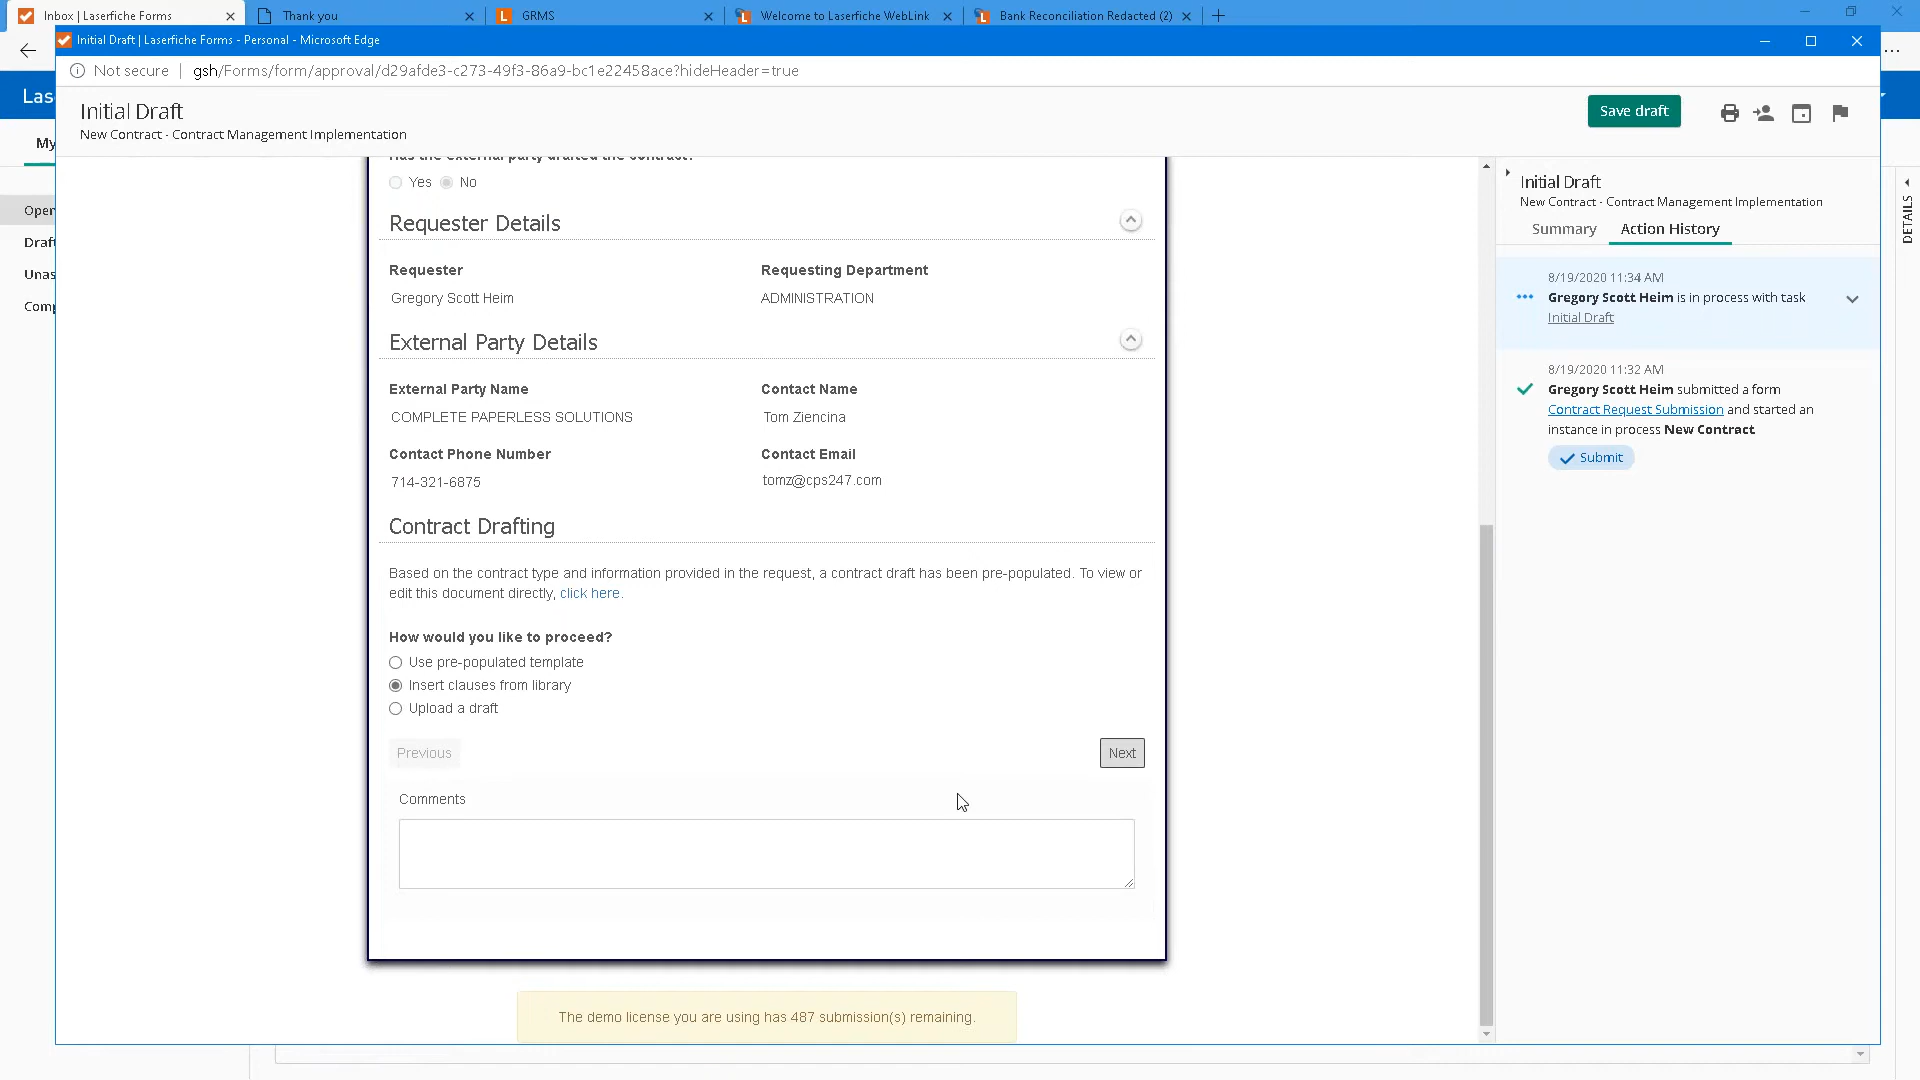 Inbox | Laserfiche Forms
Thank you
GRMS
Welcome to Laserfiche WebLink
Bank Reconciliation Redacted (2)
Initial Draft | Laserfiche Forms - Personal - Microsoft Edge
Not secure | gsh/Forms/form/approval/d29afde3-c273-49f3-86a9-bc1e22458ace?hideHeader=true
Las
Initial Draft
New Contract - Contract Management Implementation
Save draft
My
Open
Draft
Unas
Comp
Has the external party drafted the contract?
Yes No
Requester Details
Requester Requesting Department
Gregory Scott Heim ADMINISTRATION
External Party Details
External Party Name Contact Name
COMPLETE PAPERLESS SOLUTIONS Tom Ziencina
Contact Phone Number Contact Email
714-321-6875 tomz@cps247.com
Contract Drafting
Based on the contract type and information provided in the request, a contract draft has been pre-populated. To view or
edit this document directly, click here.
How would you like to proceed?
Use pre-populated template
Insert clauses from library
Upload a draft
Previous Next
Comments
The demo license you are using has 487 submission(s) remaining.
Initial Draft
New Contract - Contract Management Implementation
Summary Action History
8/19/2020 11:34 AM
Gregory Scott Heim is in process with task
Initial Draft
8/19/2020 11:32 AM
Gregory Scott Heim submitted a form
Contract Request Submission and started an
instance in process New Contract
Submit
DETAILS